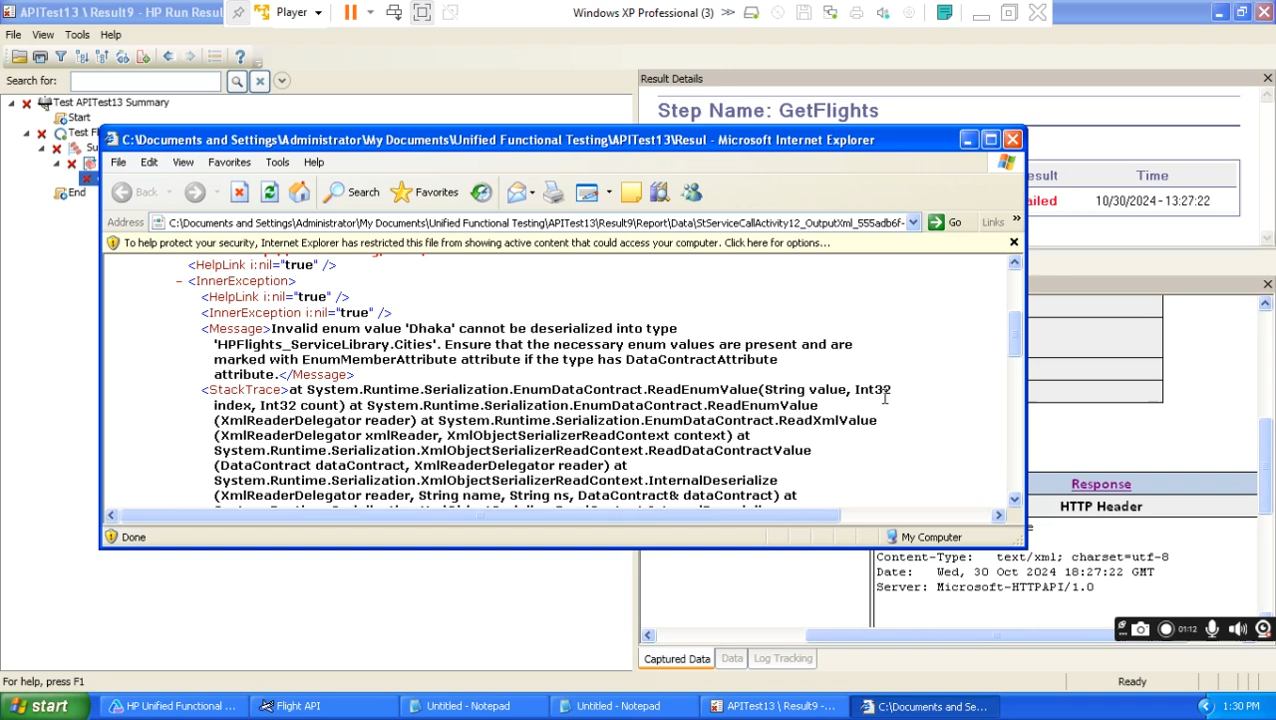 APITest13 \ Result9 - HP Run Resul
Player
Windows XP Professional (3)
File View Tools Help
Search for:
Result Details
Test APITest13 Summary
Start
Test Fl
Su
End
Step Name: GetFlights
esult Time
ailed 10/30/2024 - 13:27:22
C:\Documents and Settings\Administrator\My Documents\Unified Functional Testing\APITest13\Resul - Microsoft Internet Explorer
File Edit View Favorites Tools Help
Back Search Favorites
Address C:\Documents and Settings\Administrator\My Documents\Unified Functional Testing\APITest13\Result9\Report\Data\StServiceCallActivity12_OutputXml_555adb6f- Go Links
To help protect your security, Internet Explorer has restricted this file from showing active content that could access your computer. Click here for options...
<HelpLink i:nil="true" />
- <InnerException>
<HelpLink i:nil="true" />
<InnerException i:nil="true" />
<Message>Invalid enum value 'Dhaka' cannot be deserialized into type
'HPFlights_ServiceLibrary.Cities'. Ensure that the necessary enum values are present and are
marked with EnumMemberAttribute attribute if the type has DataContractAttribute
attribute.</Message>
<StackTrace>at System.Runtime.Serialization.EnumDataContract.ReadEnumValue(String value, Int32
index, Int32 count) at System.Runtime.Serialization.EnumDataContract.ReadEnumValue
(XmlReaderDelegator reader) at System.Runtime.Serialization.EnumDataContract.ReadXmlValue
(XmlReaderDelegator xmlReader, XmlObjectSerializerReadContext context) at
System.Runtime.Serialization.XmlObjectSerializerReadContext.ReadDataContractValue
(DataContract dataContract, XmlReaderDelegator reader) at
System.Runtime.Serialization.XmlObjectSerializerReadContext.InternalDeserialize
(XmlReaderDelegator reader, String name, String ns, DataContract& dataContract) at
Done My Computer
Response
HTTP Header
Content-Type: text/xml; charset=utf-8
Date: Wed, 30 Oct 2024 18:27:22 GMT
Server: Microsoft-HTTPAPI/1.0
01:12
Captured Data Data Log Tracking
For help, press F1 Ready
start HP Unified Functional ... Flight API Untitled - Notepad Untitled - Notepad APITest13 \ Result9 -... C:\Documents and Se... 1:30 PM